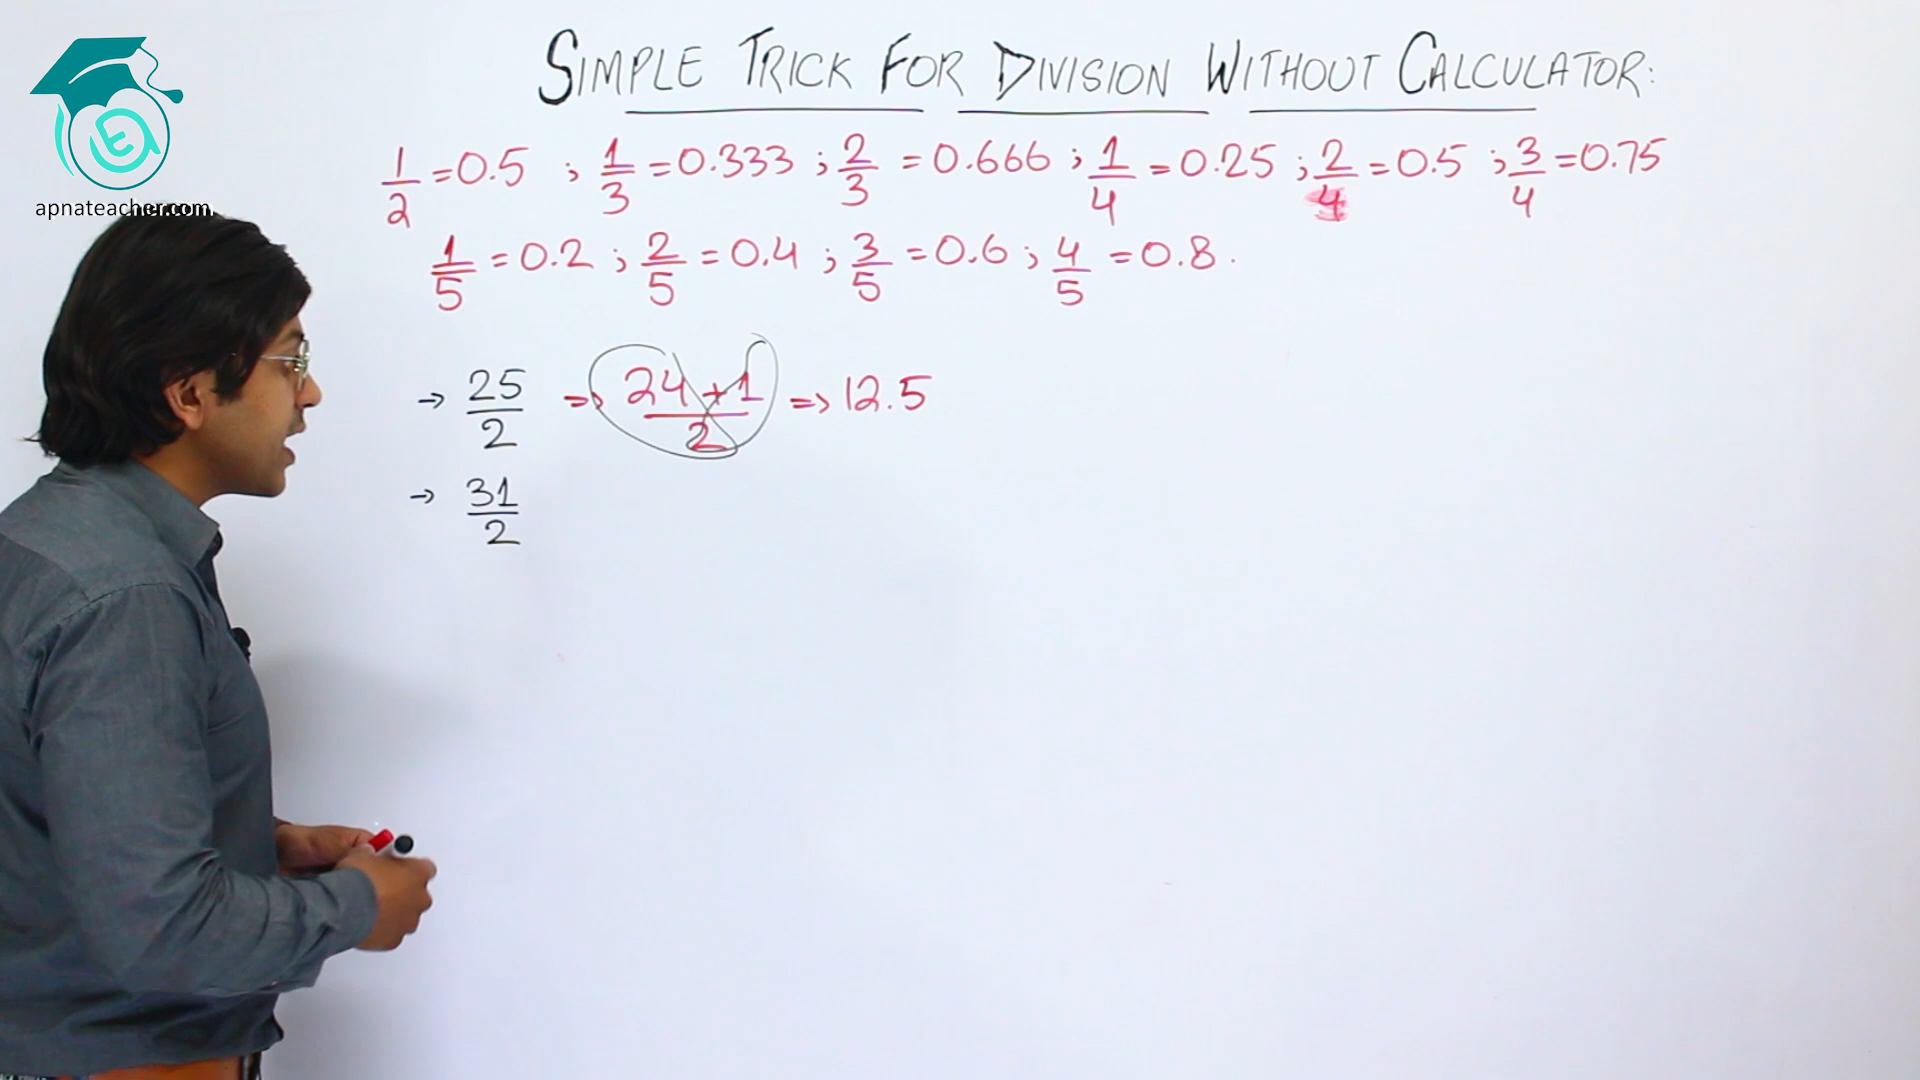 SIMPLE TRICK FOR DIVISION WITHOUT CALCULATOR:
1/2 = 0.5 ; 1/3 = 0.333 ; 2/3 = 0.666 ; 1/4 = 0.25 ; 2/4 = 0.5 ; 3/4 = 0.75
apnateacher.com
1/5 = 0.2 ; 2/5 = 0.4 ; 3/5 = 0.6 ; 4/5 = 0.8 .
→ 25/2 => 24+1/2 => 12.5
→ 31/2